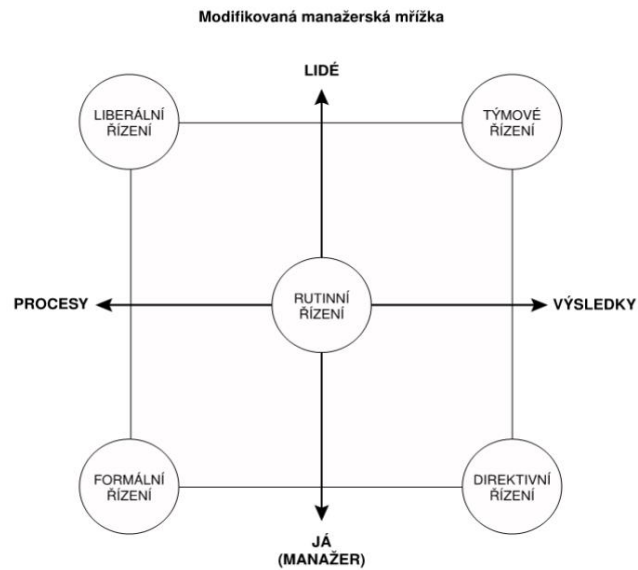 Modifikovaná manažerská mřížka
LIDÉ
LIBERÁLNÍ
ŘÍZENÍ
TÝMOVÉ
ŘÍZENÍ
PROCESY
RUTINNÍ
ŘÍZENÍ
VÝSLEDKY
FORMÁLNÍ
ŘÍZENÍ
DIREKTIVNÍ
ŘÍZENÍ
JÁ
(MANAŽER)